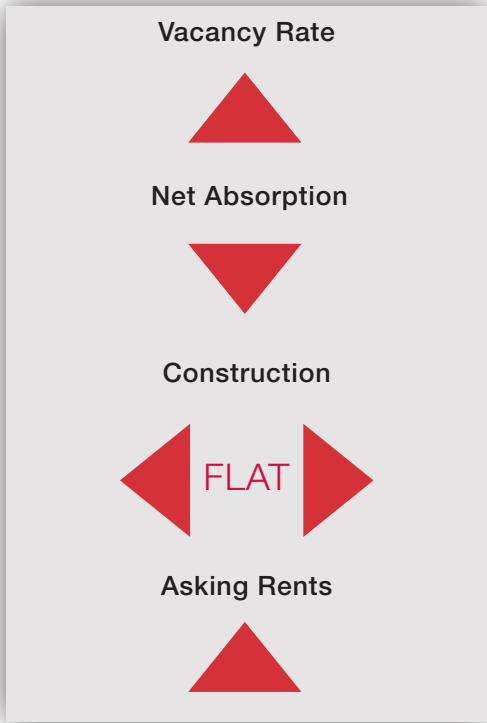 Vacancy Rate
Net Absorption
Construction
FLAT
Asking Rents